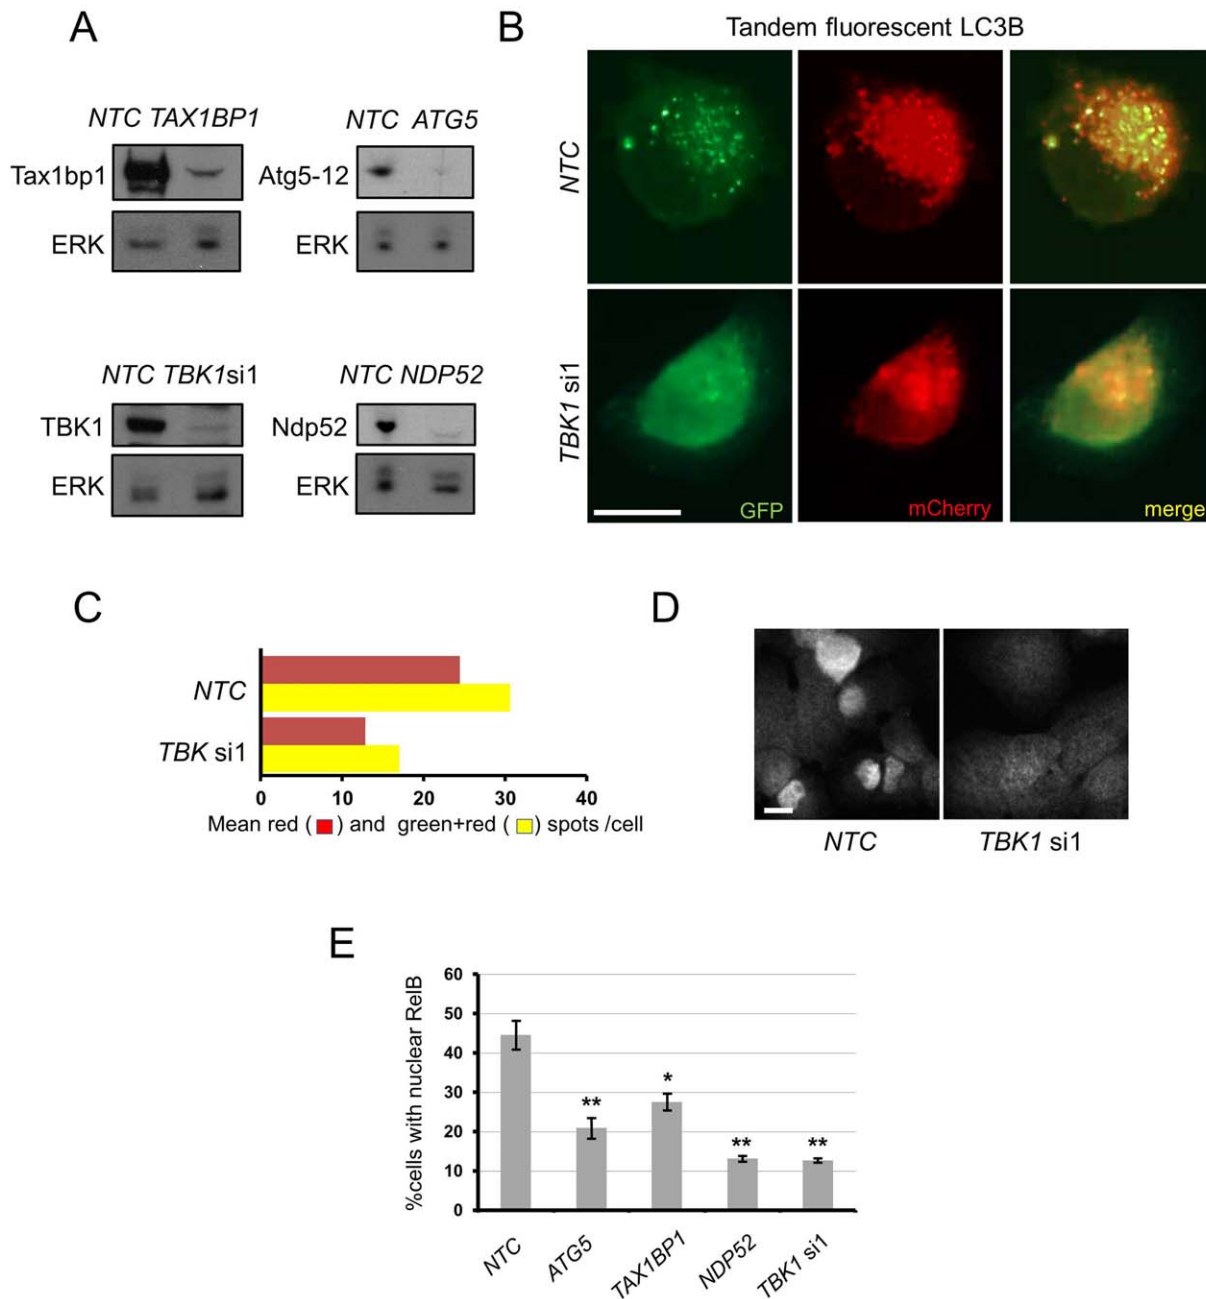 A
NTC TAX1BP1
Tax1bp1
ERK
NTC ATG5
Atg5-12
ERK
NTC TBK1si1
TBK1
ERK
NTC NDP52
Ndp52
ERK
B
Tandem fluorescent LC3B
NTC
TBK1 si1
GFP
mCherry
merge
C
NTC
TBK si1
0 10 20 30 40
Mean red ( ) and green+red ( ) spots /cell
D
NTC
TBK1 si1
E
%cells with nuclear RelB
60
50
40
30
20
10
0
**
*
**
**
NTC
ATG5
TAX1BP1
NDP52
TBK1 si1